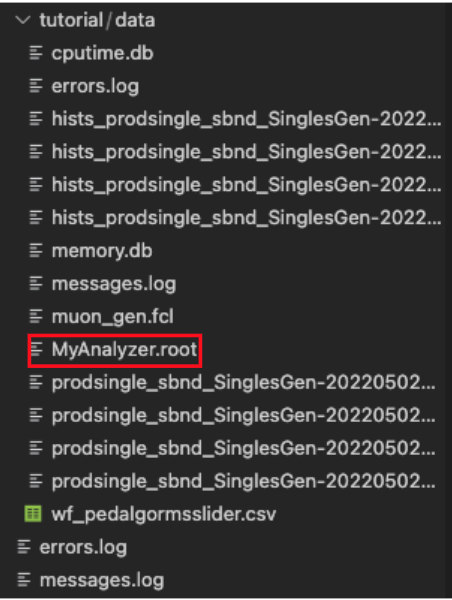 tutorial/data
cputime.db
errors.log
hists_prodsingle_sbnd_SinglesGen-2022...
hists_prodsingle_sbnd_SinglesGen-2022...
hists_prodsingle_sbnd_SinglesGen-2022...
hists_prodsingle_sbnd_SinglesGen-2022...
memory.db
messages.log
muon_gen.fcl
MyAnalyzer.root
prodsingle_sbnd_SinglesGen-20220502...
prodsingle_sbnd_SinglesGen-20220502...
prodsingle_sbnd_SinglesGen-20220502...
prodsingle_sbnd_SinglesGen-20220502...
wf_pedalgormsslider.csv
errors.log
messages.log